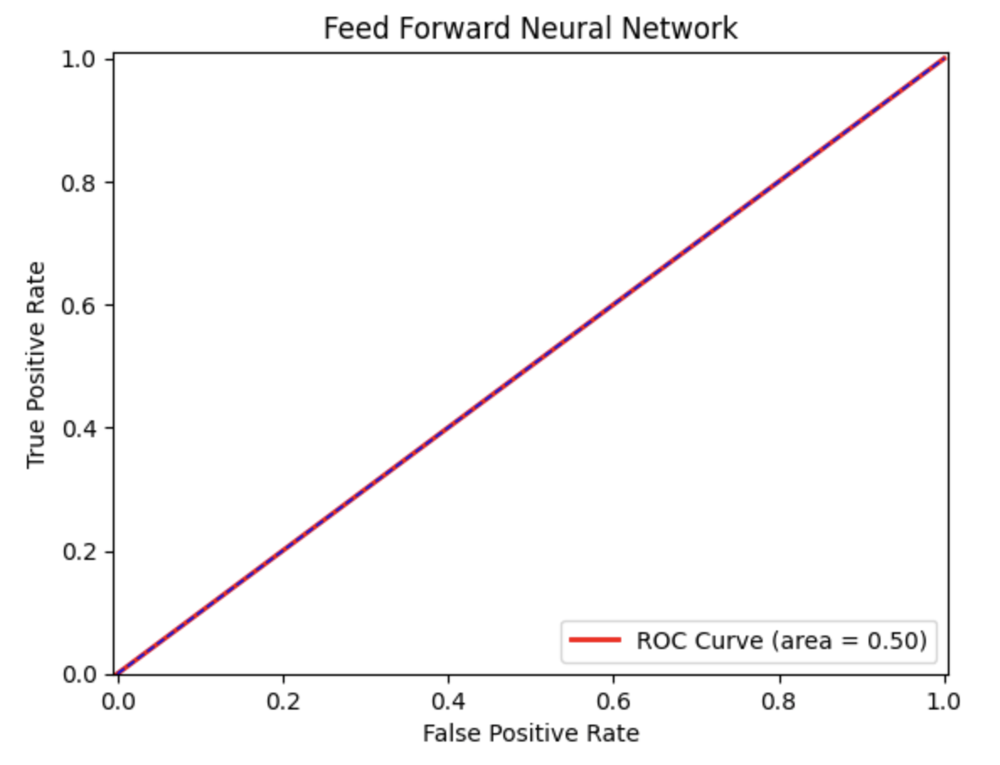 Feed Forward Neural Network
1.0
0.8
0.6
0.4
0.2
0.0
True Positive Rate
ROC Curve (area = 0.50)
0.0 0.2 0.4 0.6 0.8 1.0
False Positive Rate